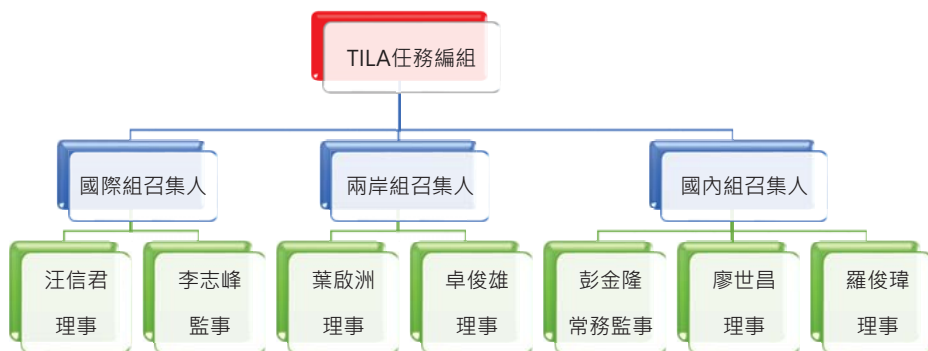 TILA任務編組
國際組召集人
兩岸組召集人
國內組召集人
汪信君
理事
李志峰
監事
葉啟洲
理事
卓俊雄
理事
彭金隆
常務監事
廖世昌
理事
羅俊瑋
理事